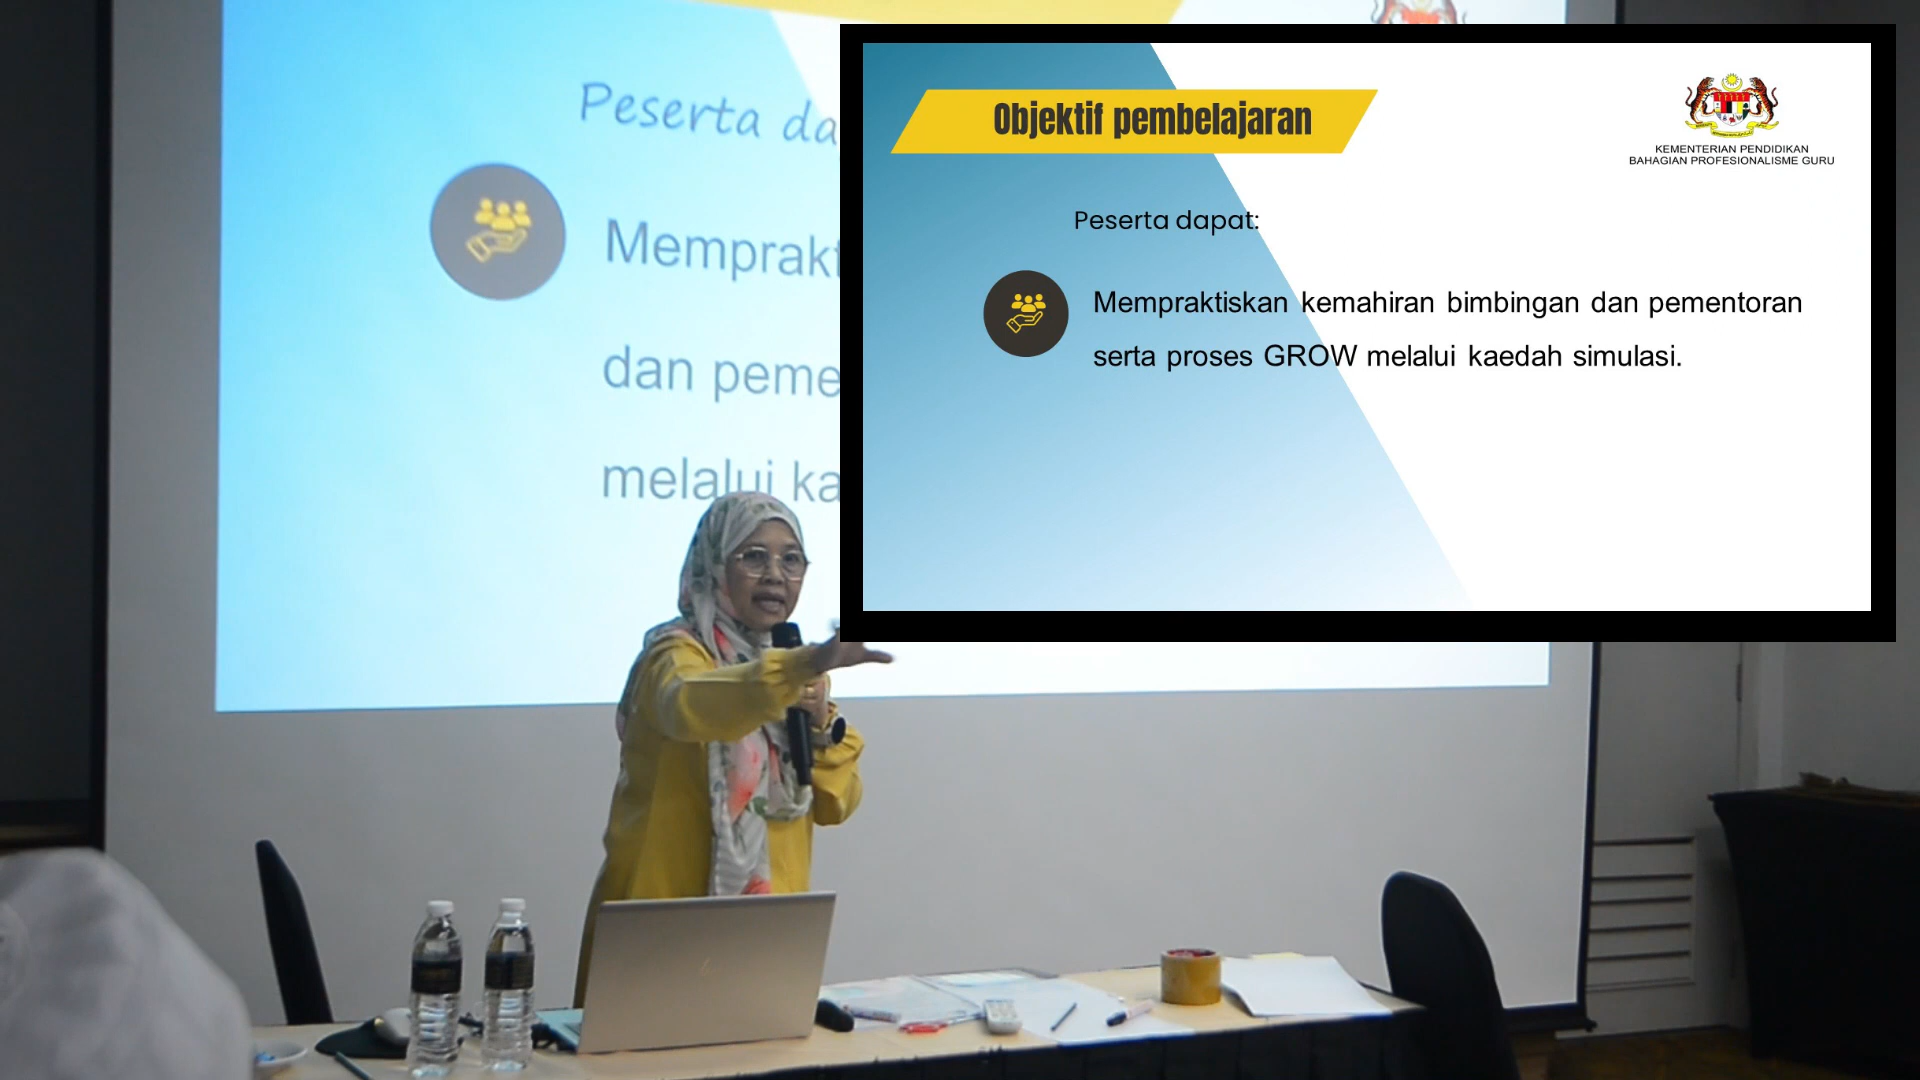 Peserta da
Memprakt
dan peme
melalui ka
Objektif pembelajaran
KEMENTERIAN PENDIDIKAN
BAHAGIAN PROFESIONALISME GURU
Peserta dapat:
Mempraktiskan kemahiran bimbingan dan pementoran
serta proses GROW melalui kaedah simulasi.